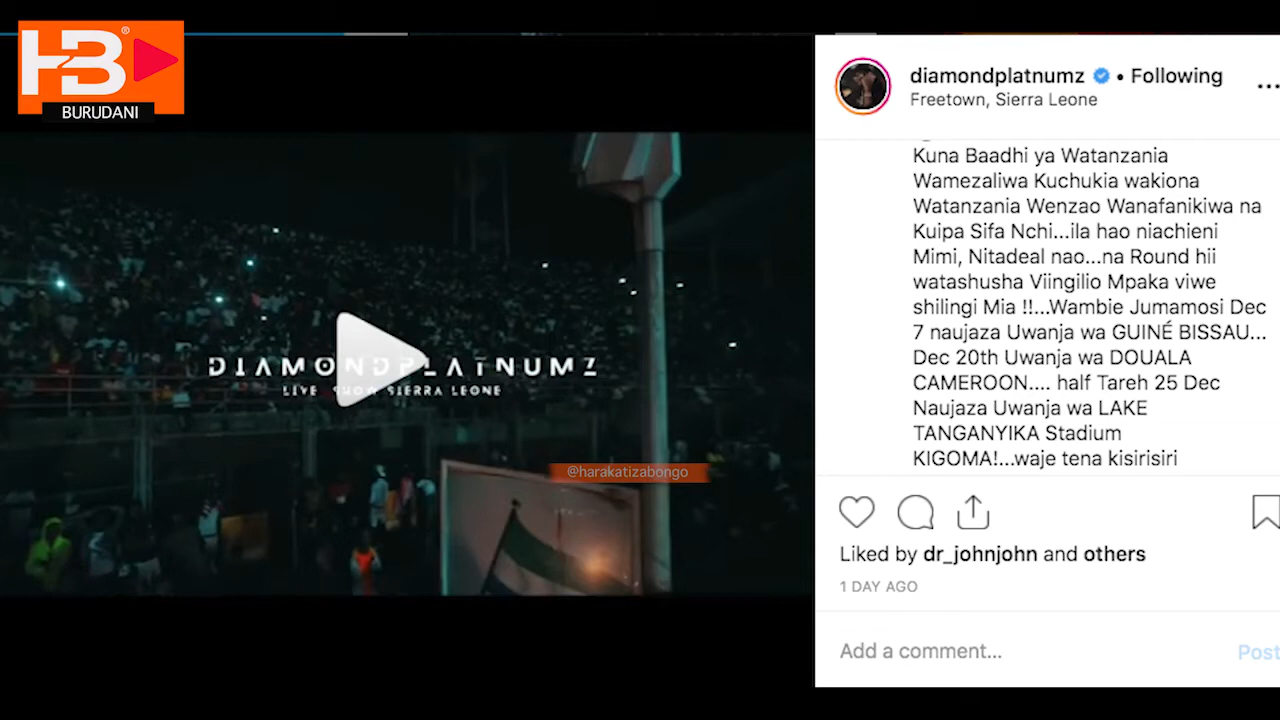 HB®
BURUDANI
DIAMONDPLATNUMZ
LIVE SHOW SIERRA LEONE
@harakatizabongo
diamondplatnumz • Following
Freetown, Sierra Leone
Kuna Baadhi ya Watanzania
Wamezaliwa Kuchukia wakiona
Watanzania Wenzao Wanafanikiwa na
Kuipa Sifa Nchi...ila hao niachieni
Mimi, Nitadeal nao...na Round hii
watashusha Viingilio Mpaka viwe
shilingi Mia !!...Wambie Jumamosi Dec
7 naujaza Uwanja wa GUINÉ BISSAU...
Dec 20th Uwanja wa DOUALA
CAMEROON.... half Tareh 25 Dec
Naujaza Uwanja wa LAKE
TANGANYIKA Stadium
KIGOMA!...waje tena kisirisiri
Liked by dr_johnjohn and others
1 DAY AGO
Add a comment...
Post